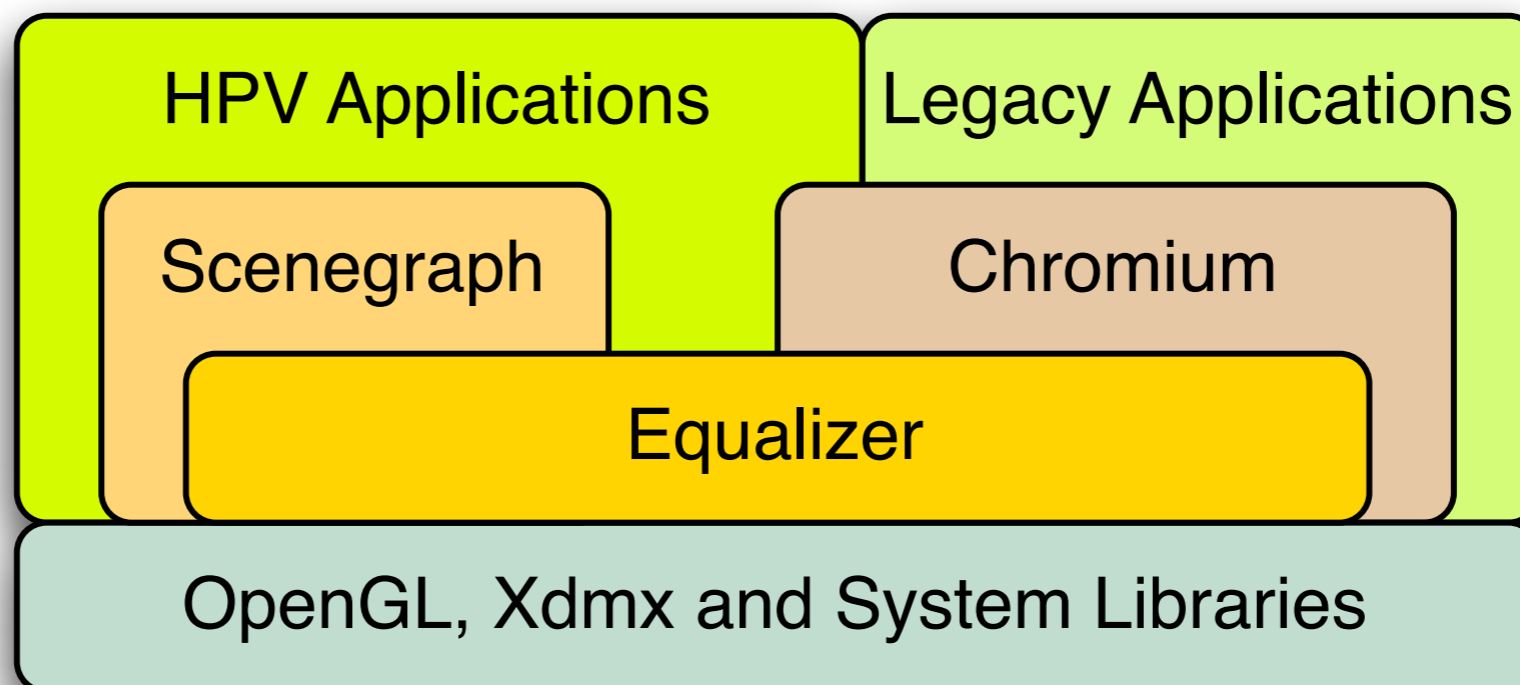 HPV Applications
Legacy Applications
Scenegraph
Chromium
Equalizer
OpenGL, Xdmx and System Libraries